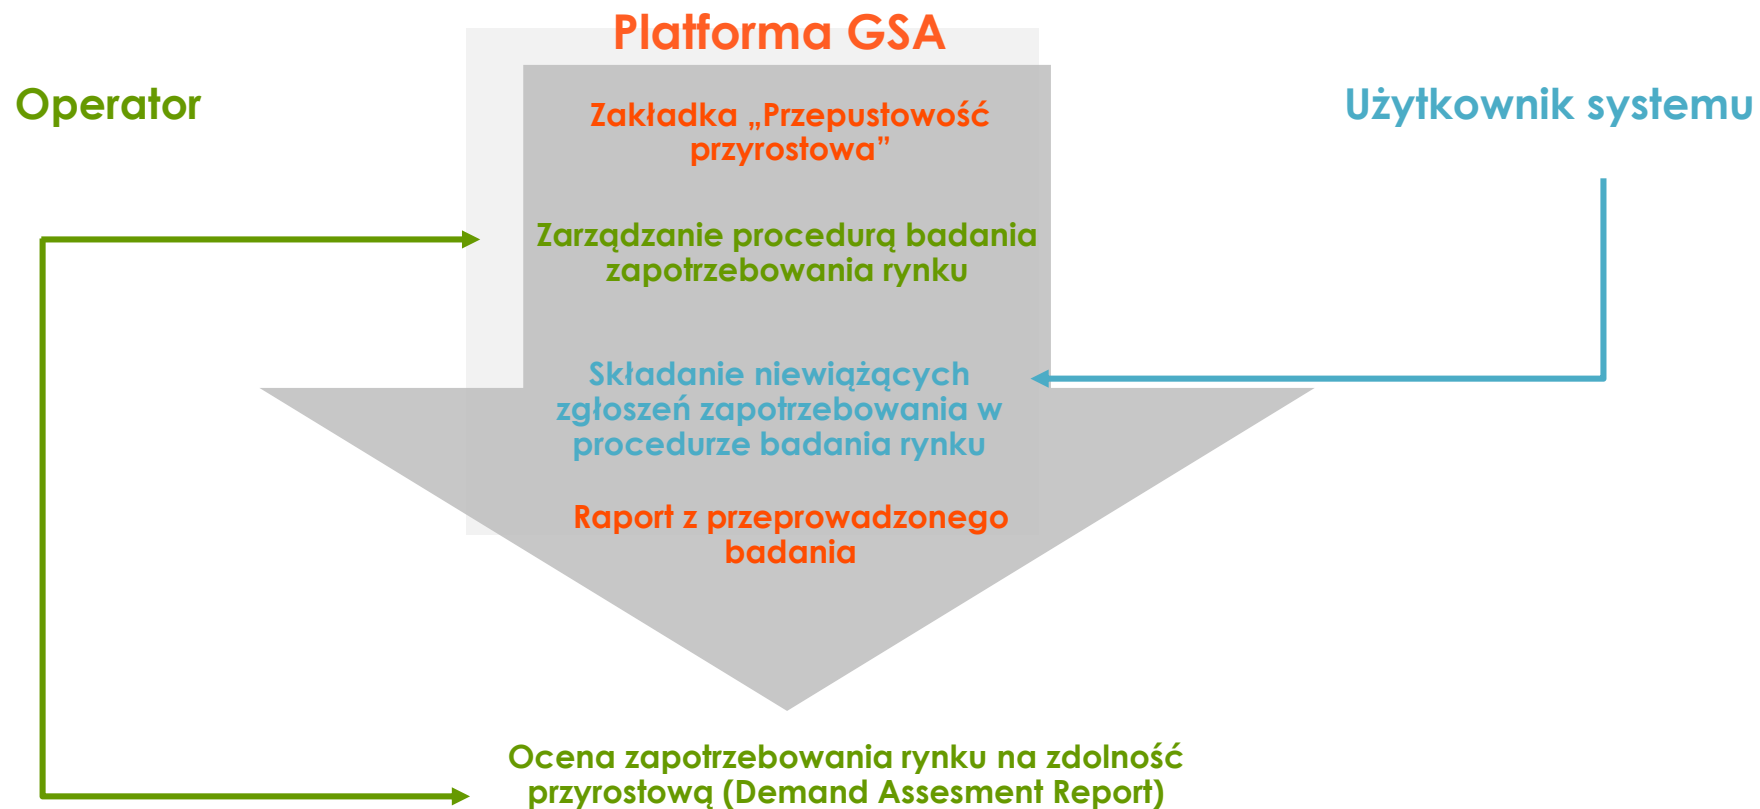 Platforma GSA
Operator
Użytkownik systemu
Zakładka „Przepustowość
przyrostowa”
Zarządzanie procedurą badania
zapotrzebowania rynku
Składanie niewiążących
zgłoszeń zapotrzebowania w
procedurze badania rynku
Raport z przeprowadzonego
badania
Ocena zapotrzebowania rynku na zdolność
przyrostową (Demand Assesment Report)